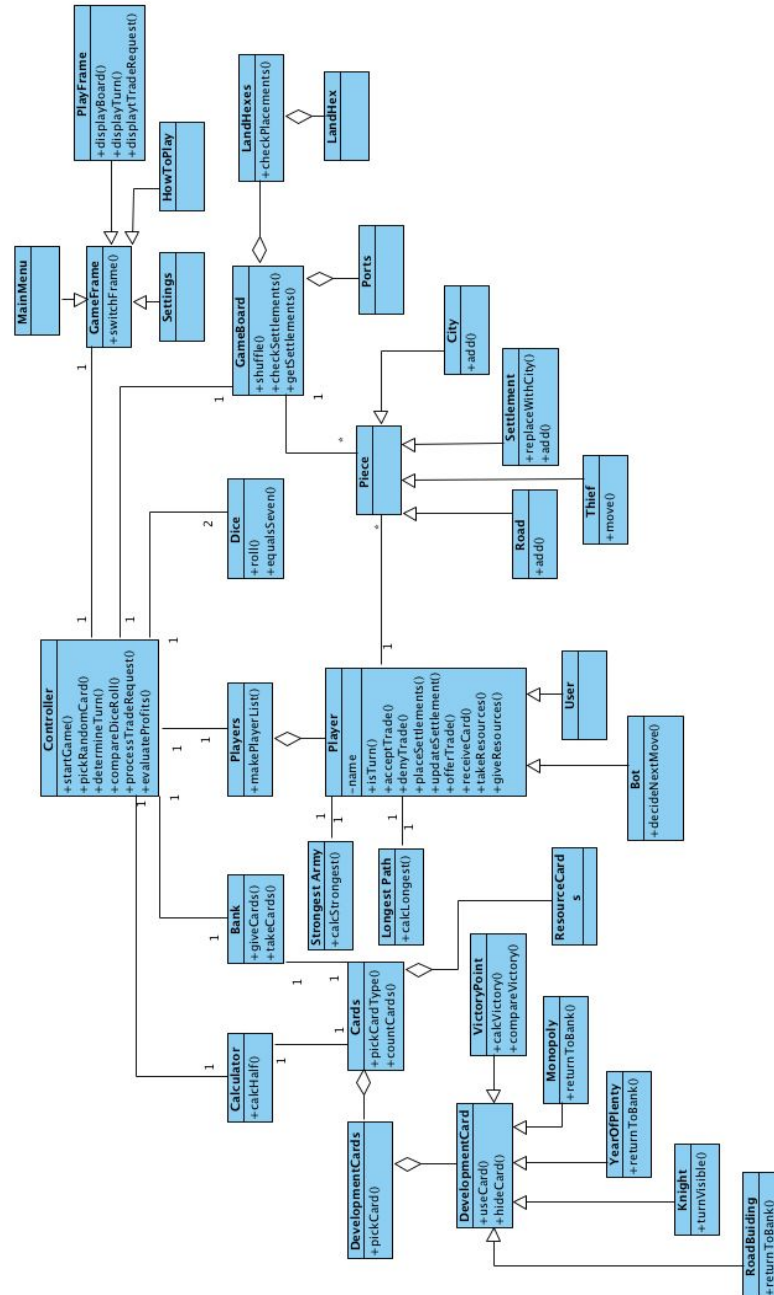 MainMenu
PlayFrame
+displayBoard()
+displayTurn()
+displaytTradeRequest()
GameFrame
+switchFrame()
HowToPlay
Settings
1
1
Controller
+startGame()
+pickRandomCard()
+determineTurn()
+compareDiceRoll()
+processTradeRequest()
+evaluateProfits()
1
1
1
1
1
1
1
1
2
1
Calculator
+calcHalf()
Bank
+giveCards()
+takeCards()
Players
+makePlayerList()
Dice
+roll()
+equalsSeven()
GameBoard
+shuffle()
+checkSettlements()
+getSettlements()
LandHexes
+checkPlacements()
LandHex
Ports
1
1
1
1
1
*
Cards
+pickCardType()
+countCards()
Strongest Army
+calcStrongest()
1
1
Longest Path
+calcLongest()
1
1
Player
-name
+isTurn()
+acceptTrade()
+denyTrade()
+placeSettlements()
+updateSettlement()
+offerTrade()
+receiveCard()
+takeResources()
+giveResources()
1
*
Piece
City
+add()
Settlement
+replaceWithCity()
+add()
Thief
+move()
Road
+add()
User
Bot
+decideNextMove()
DevelopmentCards
+pickCard()
ResourceCard
s
DevelopmentCard
+useCard()
+hideCard()
VictoryPoint
+calcVictory()
+compareVictory()
Monopoly
+returnToBank()
YearOfPlenty
+returnToBank()
Knight
+turnVisible()
RoadBuiding
+returnToBank()